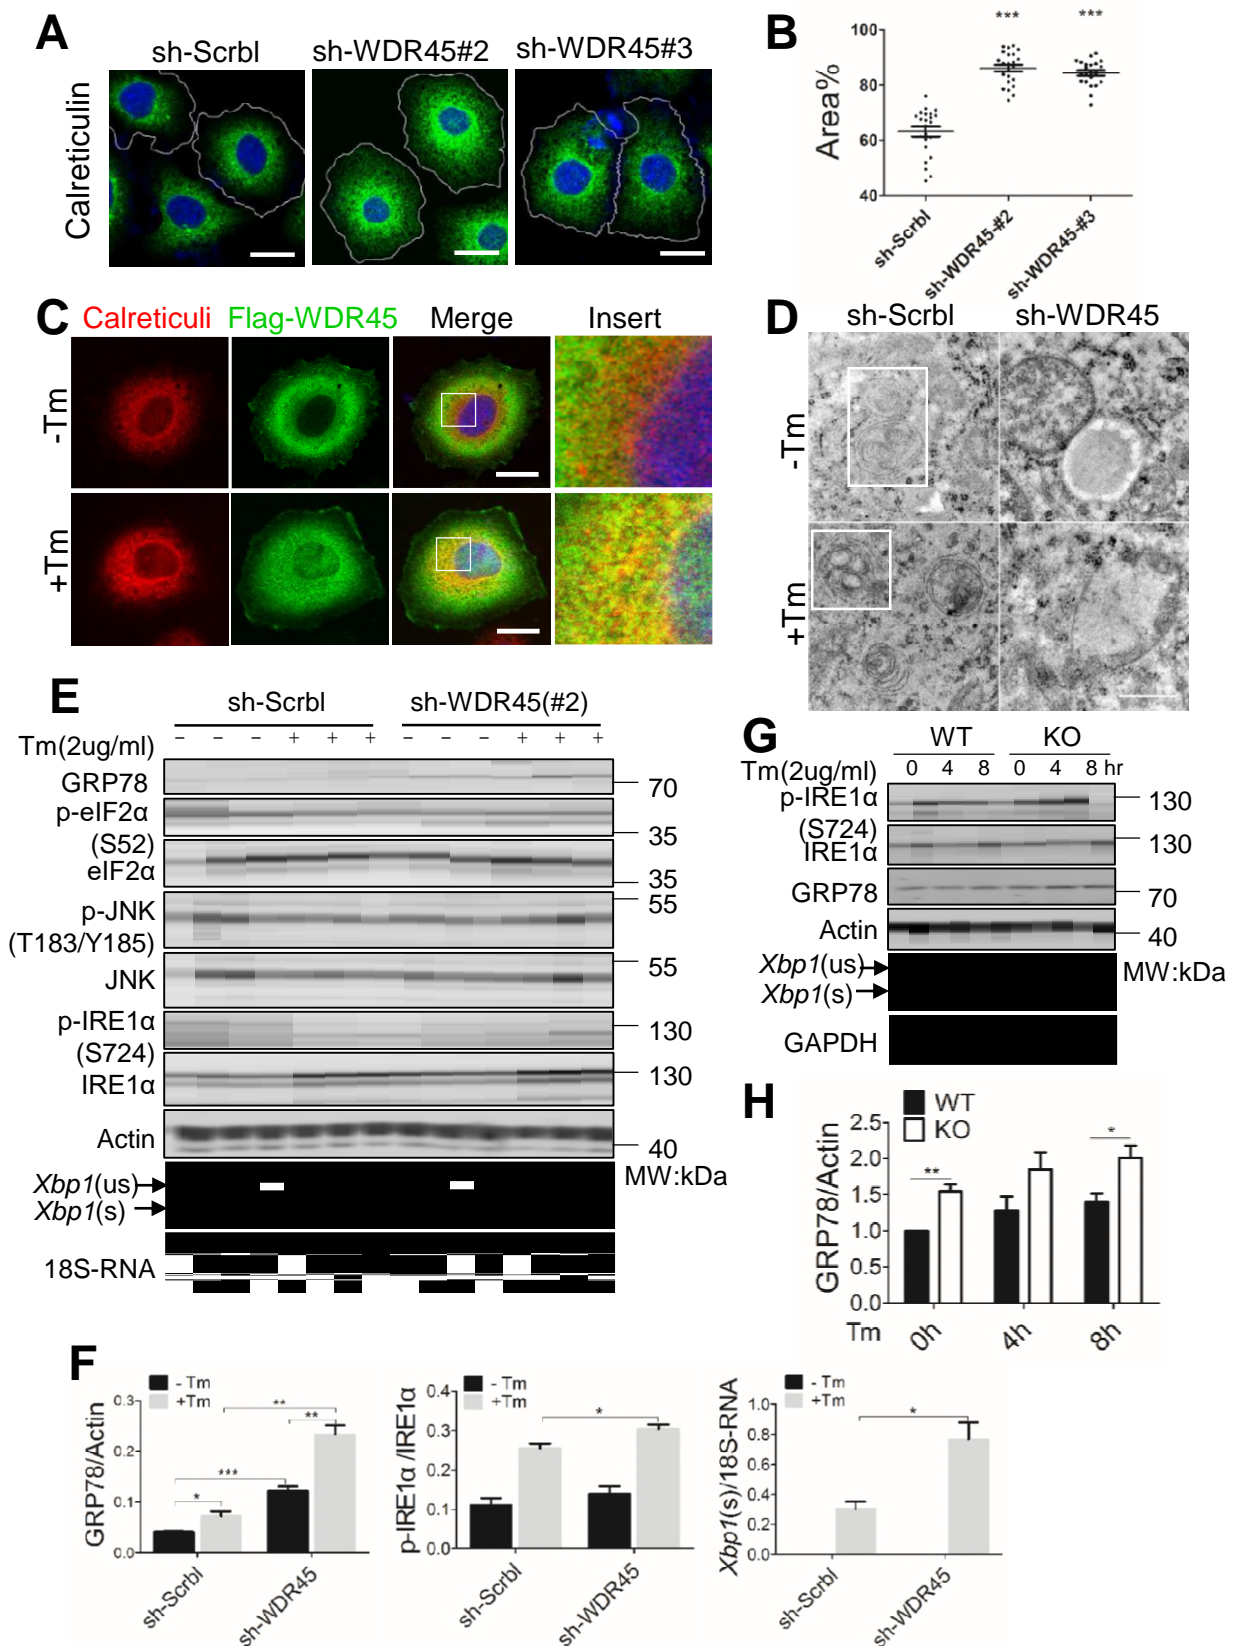 A
sh-Scrbl
sh-WDR45#2
sh-WDR45#3
Calreticulin
B
***
***
100
80
60
40
Area%
sh-Scrbl
sh-WDR45-#2
sh-WDR45-#3
C
Calreticuli
Flag-WDR45
Merge
Insert
-Tm
+Tm
D
sh-Scrbl
sh-WDR45
-Tm
+Tm
E
sh-Scrbl
sh-WDR45(#2)
Tm(2ug/ml)
– – – + + + – – – + + +
GRP78
70
p-eIF2α
(S52)
35
eIF2α
35
p-JNK
(T183/Y185)
55
JNK
55
p-IRE1α
(S724)
130
IRE1α
130
Actin
40
MW:kDa
Xbp1(us)
Xbp1(s)
18S-RNA
G
WT
KO
Tm(2ug/ml)
0 4 8 0 4 8 hr
p-IRE1α
(S724)
130
IRE1α
130
GRP78
70
Actin
40
Xbp1(us)
MW:kDa
Xbp1(s)
GAPDH
H
WT
KO
2.5
2.0
1.5
1.0
0.5
0.0
GRP78/Actin
**
*
Tm
0h
4h
8h
F
- Tm
+Tm
0.3
0.2
0.1
0.0
GRP78/Actin
**
**
***
*
sh-Scrbl
sh-WDR45
- Tm
+Tm
0.4
0.3
0.2
0.1
0.0
p-IRE1α /IRE1α
*
sh-Scrbl
sh-WDR45
- Tm
+Tm
1.0
0.8
0.6
0.4
0.2
0.0
Xbp1(s)/18S-RNA
*
sh-Scrbl
sh-WDR45